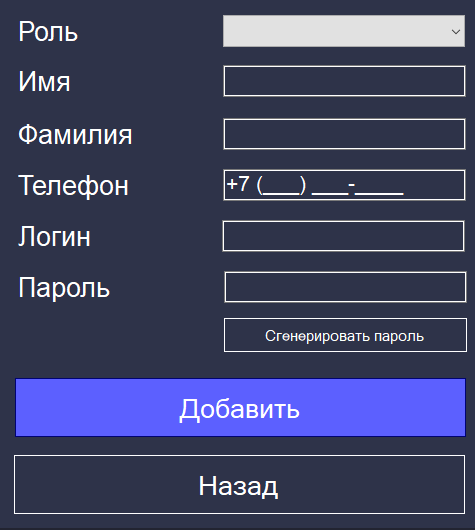 Роль
Имя
Фамилия
Телефон +7 (___) ___-____
Логин
Пароль
Сгенерировать пароль
Добавить
Назад